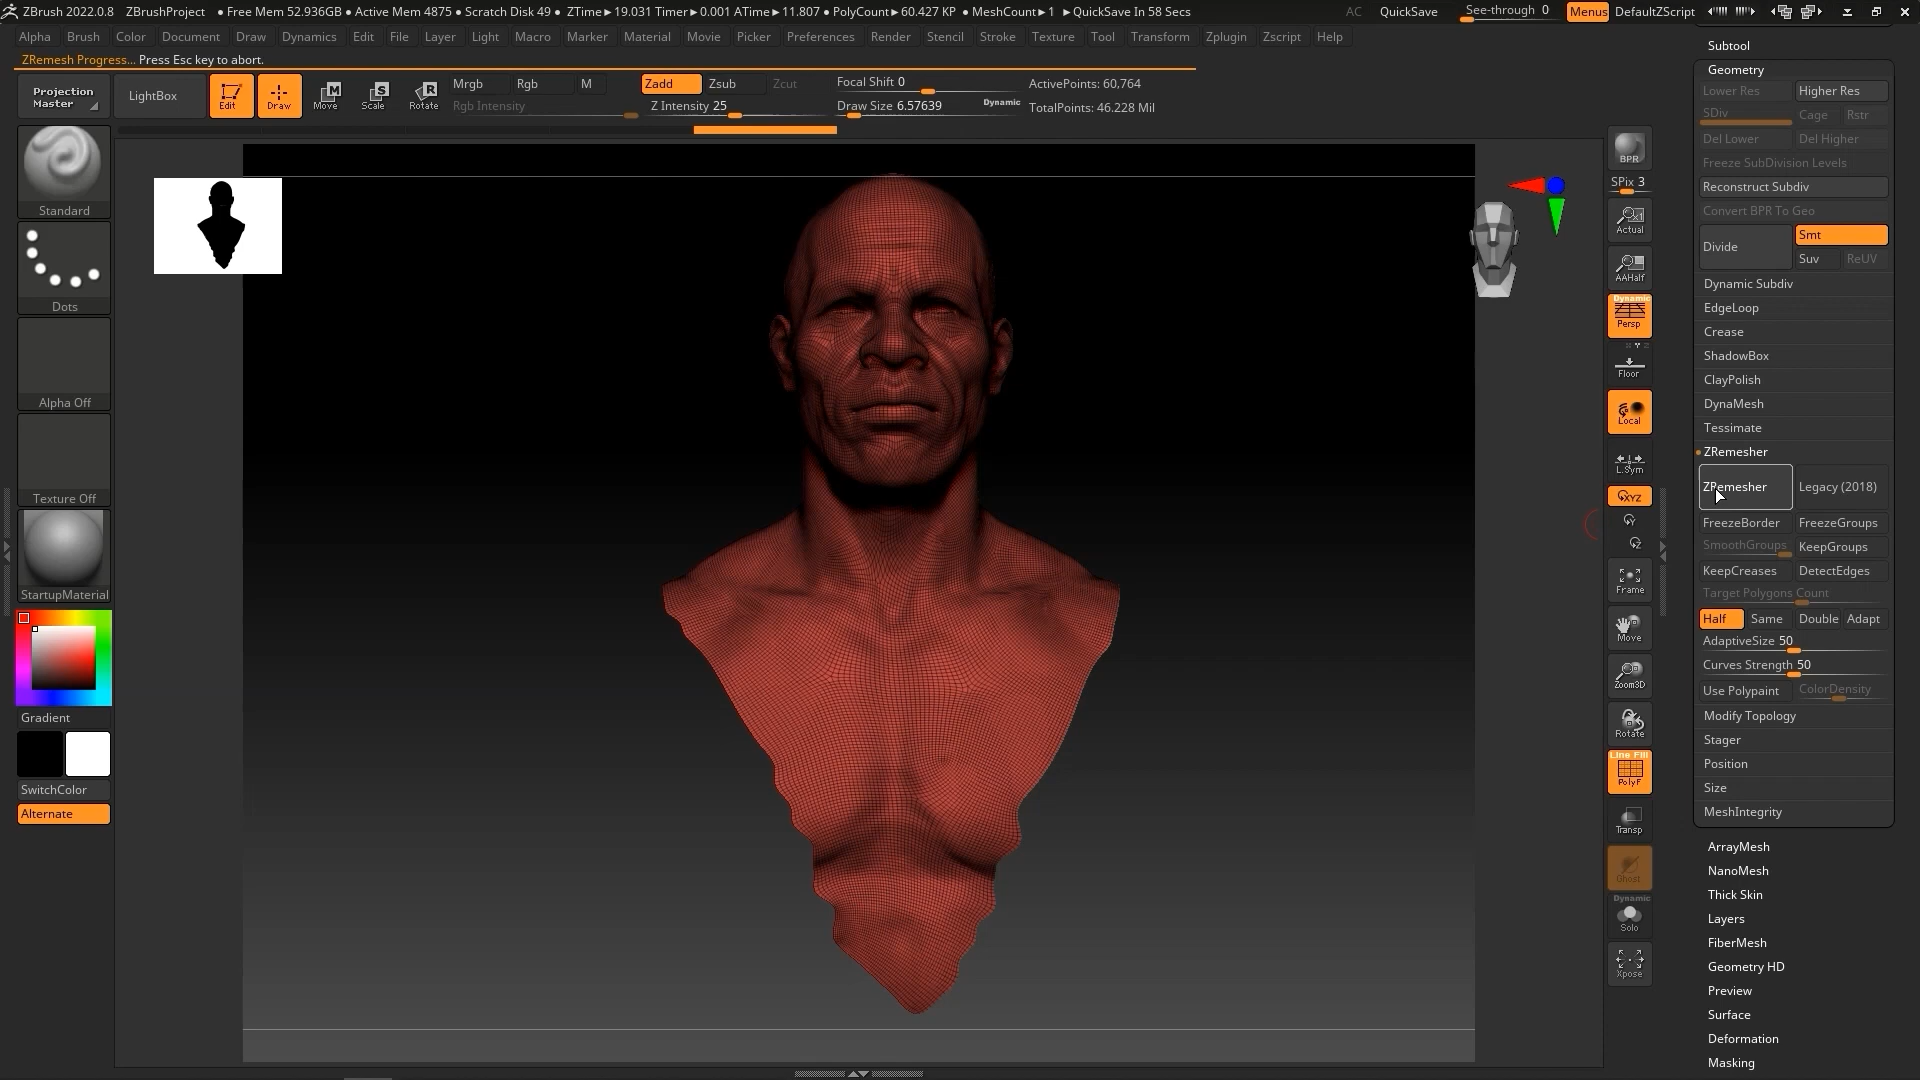 ZBrush 2022.0.8 ZBrushProject ● Free Mem 52.936GB ● Active Mem 4875 ● Scratch Disk 49 ● ZTime►19.031 Timer►0.001 ATime►11.807 ● PolyCount►60.427 KP ● MeshCount►1 ►QuickSave In 58 Secs AC QuickSave See-through 0 Menus DefaultZScript
Alpha Brush Color Document Draw Dynamics Edit File Layer Light Macro Marker Material Movie Picker Preferences Render Stencil Stroke Texture Tool Transform Zplugin Zscript Help
ZRemesh Progress... Press Esc key to abort.
Projection Master
LightBox
Edit
Draw
Move
Scale
Rotate
Mrgb Rgb M
Rgb Intensity
Zadd Zsub Zcut
Z Intensity 25
Focal Shift 0
Draw Size 6.57639
Dynamic
ActivePoints: 60,764
TotalPoints: 46.228 Mil
Standard
Dots
Alpha Off
Texture Off
StartupMaterial
Gradient
SwitchColor
Alternate
BPR
SPix 3
Actual
AAHalf
Dynamic
Persp
Floor
Local
L.Sym
XYZ
Y
Z
Frame
Move
Zoom3D
Rotate
Line Fill
PolyF
Transp
Ghost
Dynamic
Solo
Xpose
Subtool
Geometry
Lower Res Higher Res
SDiv Cage Rstr
Del Lower Del Higher
Freeze SubDivision Levels
Reconstruct Subdiv
Convert BPR To Geo
Divide Smt
Suv ReUV
Dynamic Subdiv
EdgeLoop
Crease
ShadowBox
ClayPolish
DynaMesh
Tessimate
ZRemesher
ZRemesher Legacy (2018)
FreezeBorder FreezeGroups
SmoothGroups KeepGroups
KeepCreases DetectEdges
Target Polygons Count
Half Same Double Adapt
AdaptiveSize 50
Curves Strength 50
Use Polypaint ColorDensity
Modify Topology
Stager
Position
Size
MeshIntegrity
ArrayMesh
NanoMesh
Thick Skin
Layers
FiberMesh
Geometry HD
Preview
Surface
Deformation
Masking